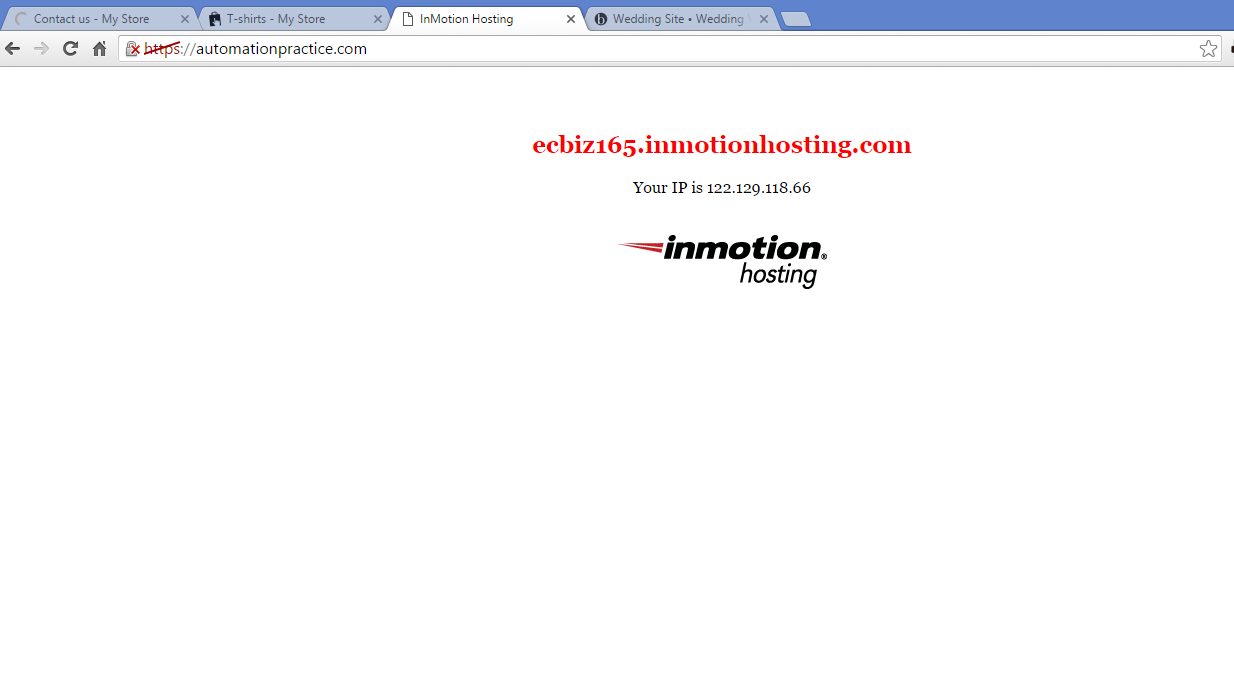 Contact us - My Store
T-shirts - My Store
InMotion Hosting
Wedding Site • Wedding
https://automationpractice.com
ecbiz165.inmotionhosting.com
Your IP is 122.129.118.66
inmotion®
hosting